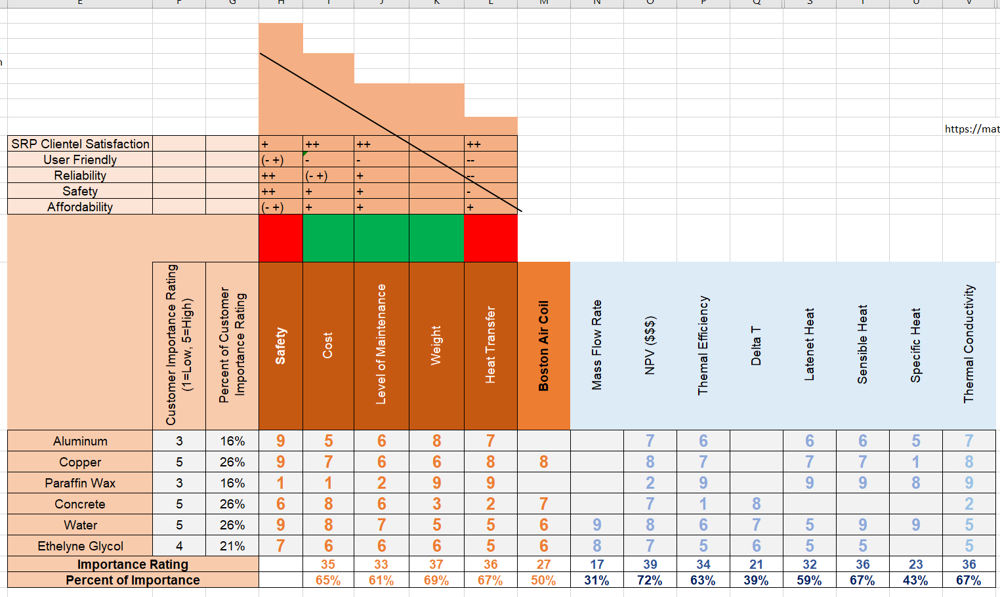 E F G H I J K L M N O P Q S T U V
n
https://mat
SRP Clientel Satisfaction + ++ ++ ++
User Friendly (- +) - - --
Reliability ++ (- +) + --
Safety ++ + + -
Affordability (- +) + + +
Customer Importance Rating
(1=Low, 5=High)
Percent of Customer
Importance Rating
Safety
Cost
Level of Maintenance
Weight
Heat Transfer
Boston Air Coil
Mass Flow Rate
NPV ($$$)
Themal Efficiency
Delta T
Latenet Heat
Sensible Heat
Specific Heat
Thermal Conductivity
Aluminum 3 16% 9 5 6 8 7 7 6 6 6 5 7
Copper 5 26% 9 7 6 6 8 8 8 7 7 7 1 8
Paraffin Wax 3 16% 1 1 2 9 9 2 9 9 9 8 9
Concrete 5 26% 6 8 6 3 2 7 7 1 8 2
Water 5 26% 9 8 7 5 5 6 9 8 6 7 5 9 9 5
Ethelyne Glycol 4 21% 7 6 6 6 5 6 8 7 5 6 5 5 5
Importance Rating 35 33 37 36 27 17 39 34 21 32 36 23 36
Percent of Importance 65% 61% 69% 67% 50% 31% 72% 63% 39% 59% 67% 43% 67%